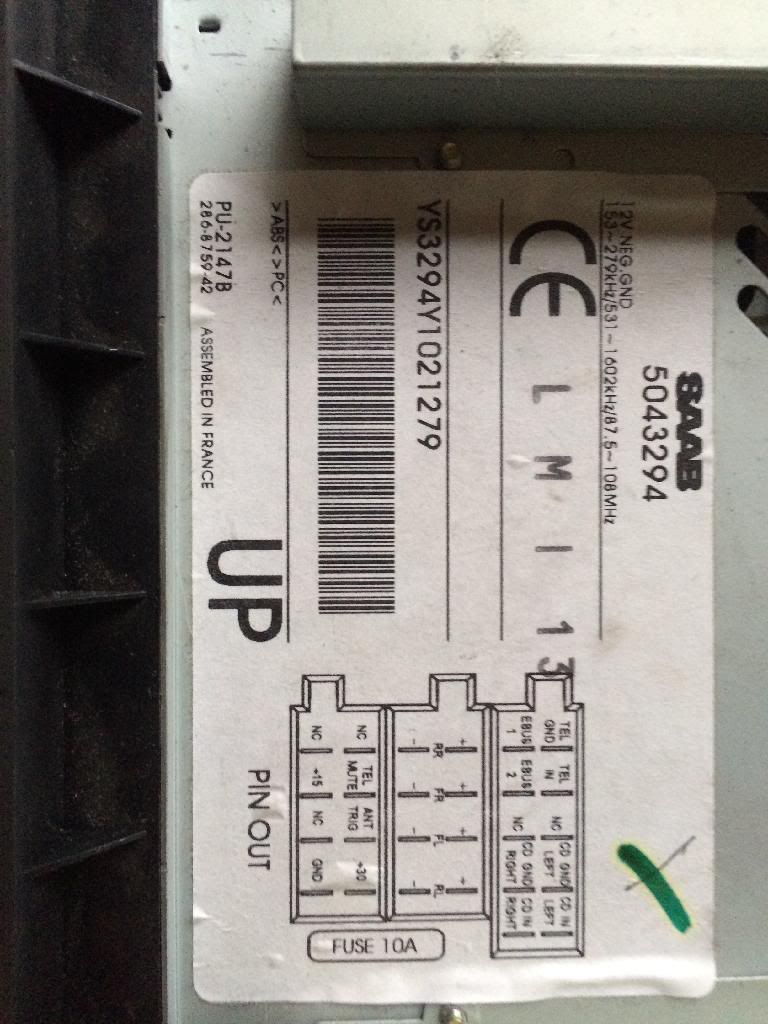 SAAB
5043294
12V.NEG.GND
153~279kHz/531~1602kHz/87.5~108MHz
CE L M I 1 3
YS3294Y1021279
>ABS<>PC<
PU-2147B
286-8759-42 ASSEMBLED IN FRANCE
UP
TEL GND TEL IN NC CD GND LEFT CD IN LEFT
EBUS 1 EBUS 2 NC CD GND RIGHT CD IN RIGHT
+ + + +
RR FR FL RL
- - - -
NC TEL MUTE ANT TRIG +30
NC +15 NC GND
PIN OUT
FUSE 10A